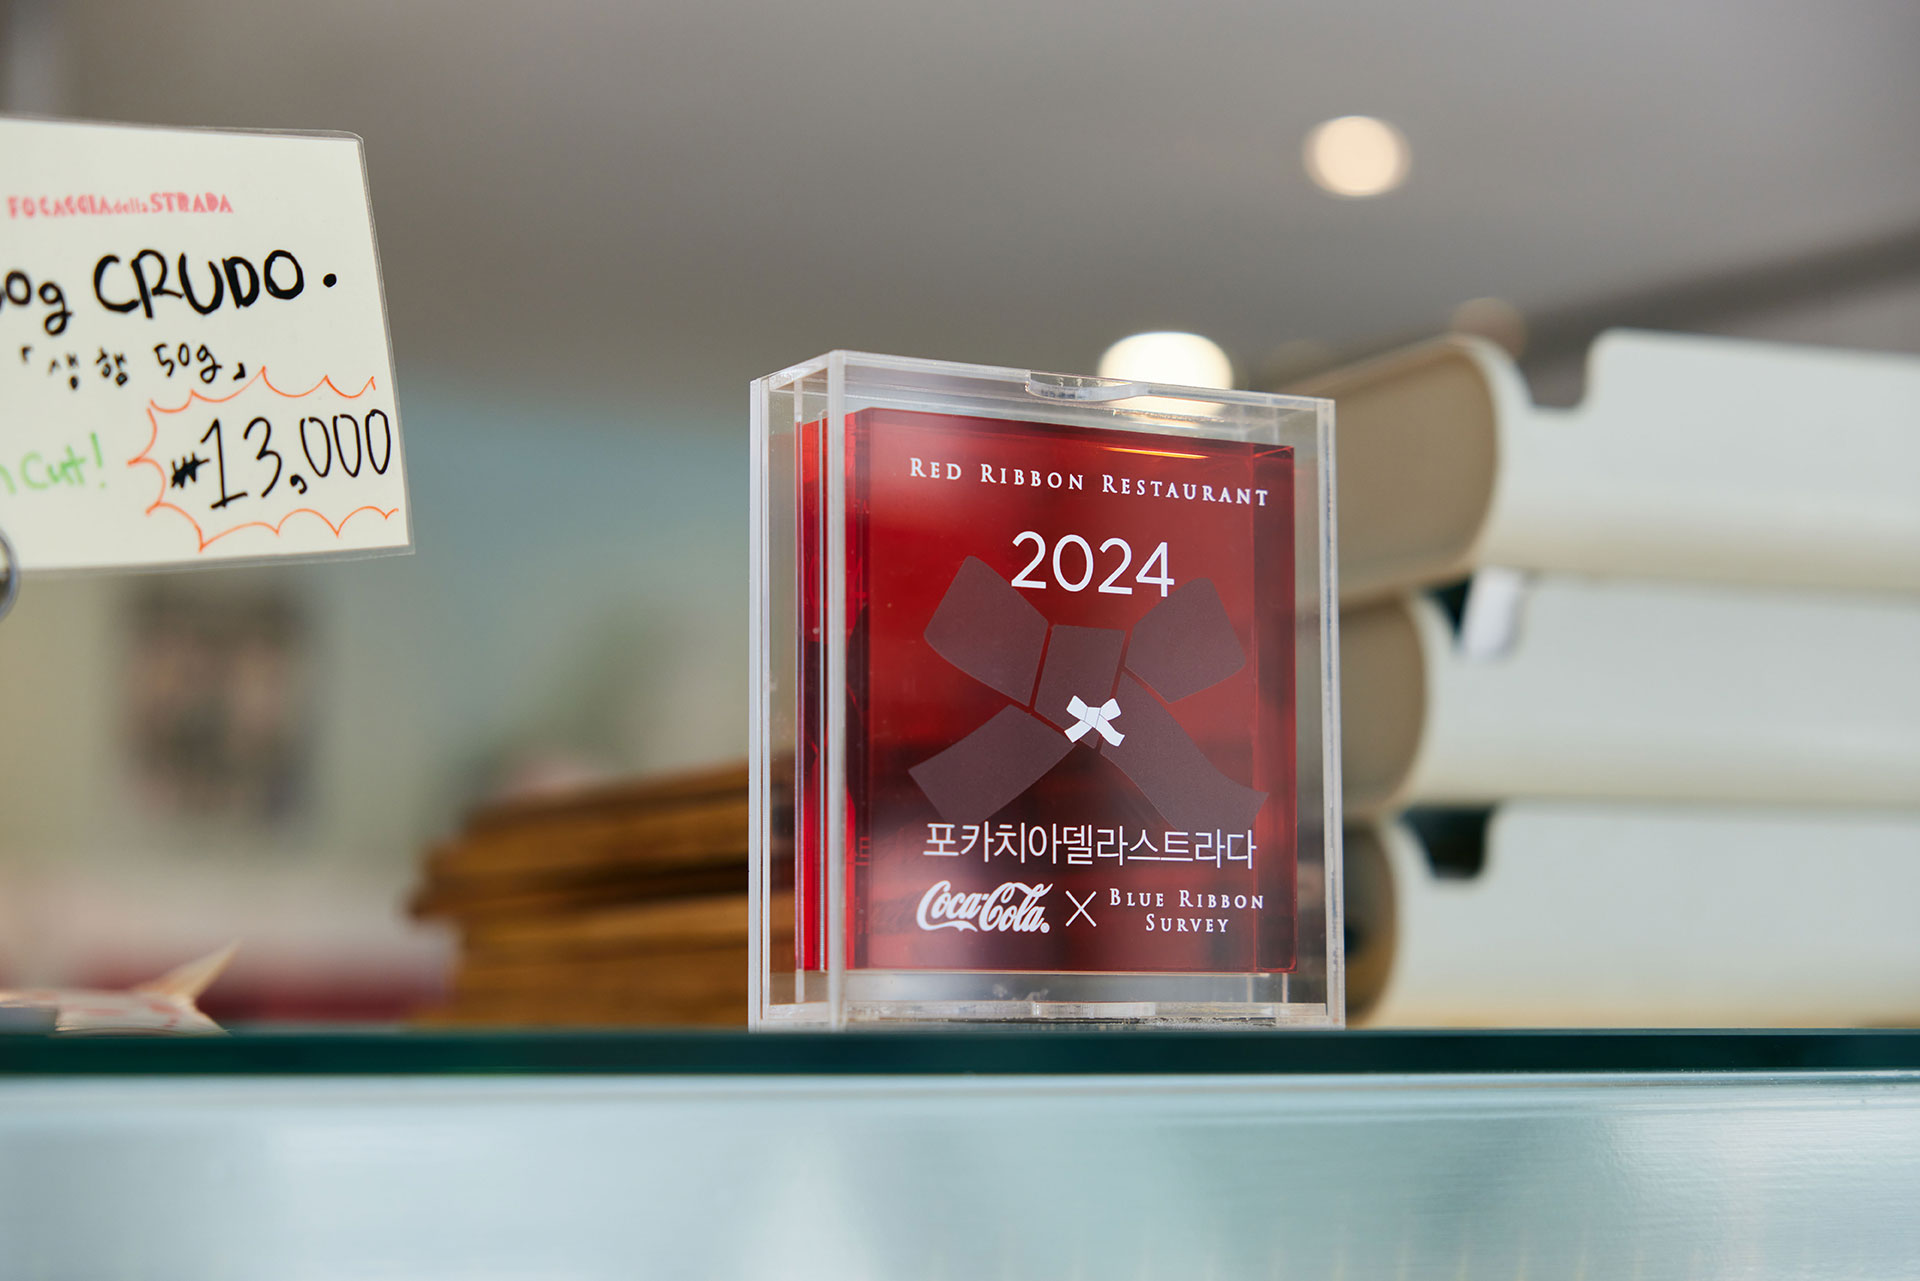 FOCACCIA della STRADA
0g CRUDO.
「생햄 50g」
cut!
₩13,000
RED RIBBON RESTAURANT
2024
포카치아델라스트라다
Coca-Cola® X BLUE RIBBON
SURVEY